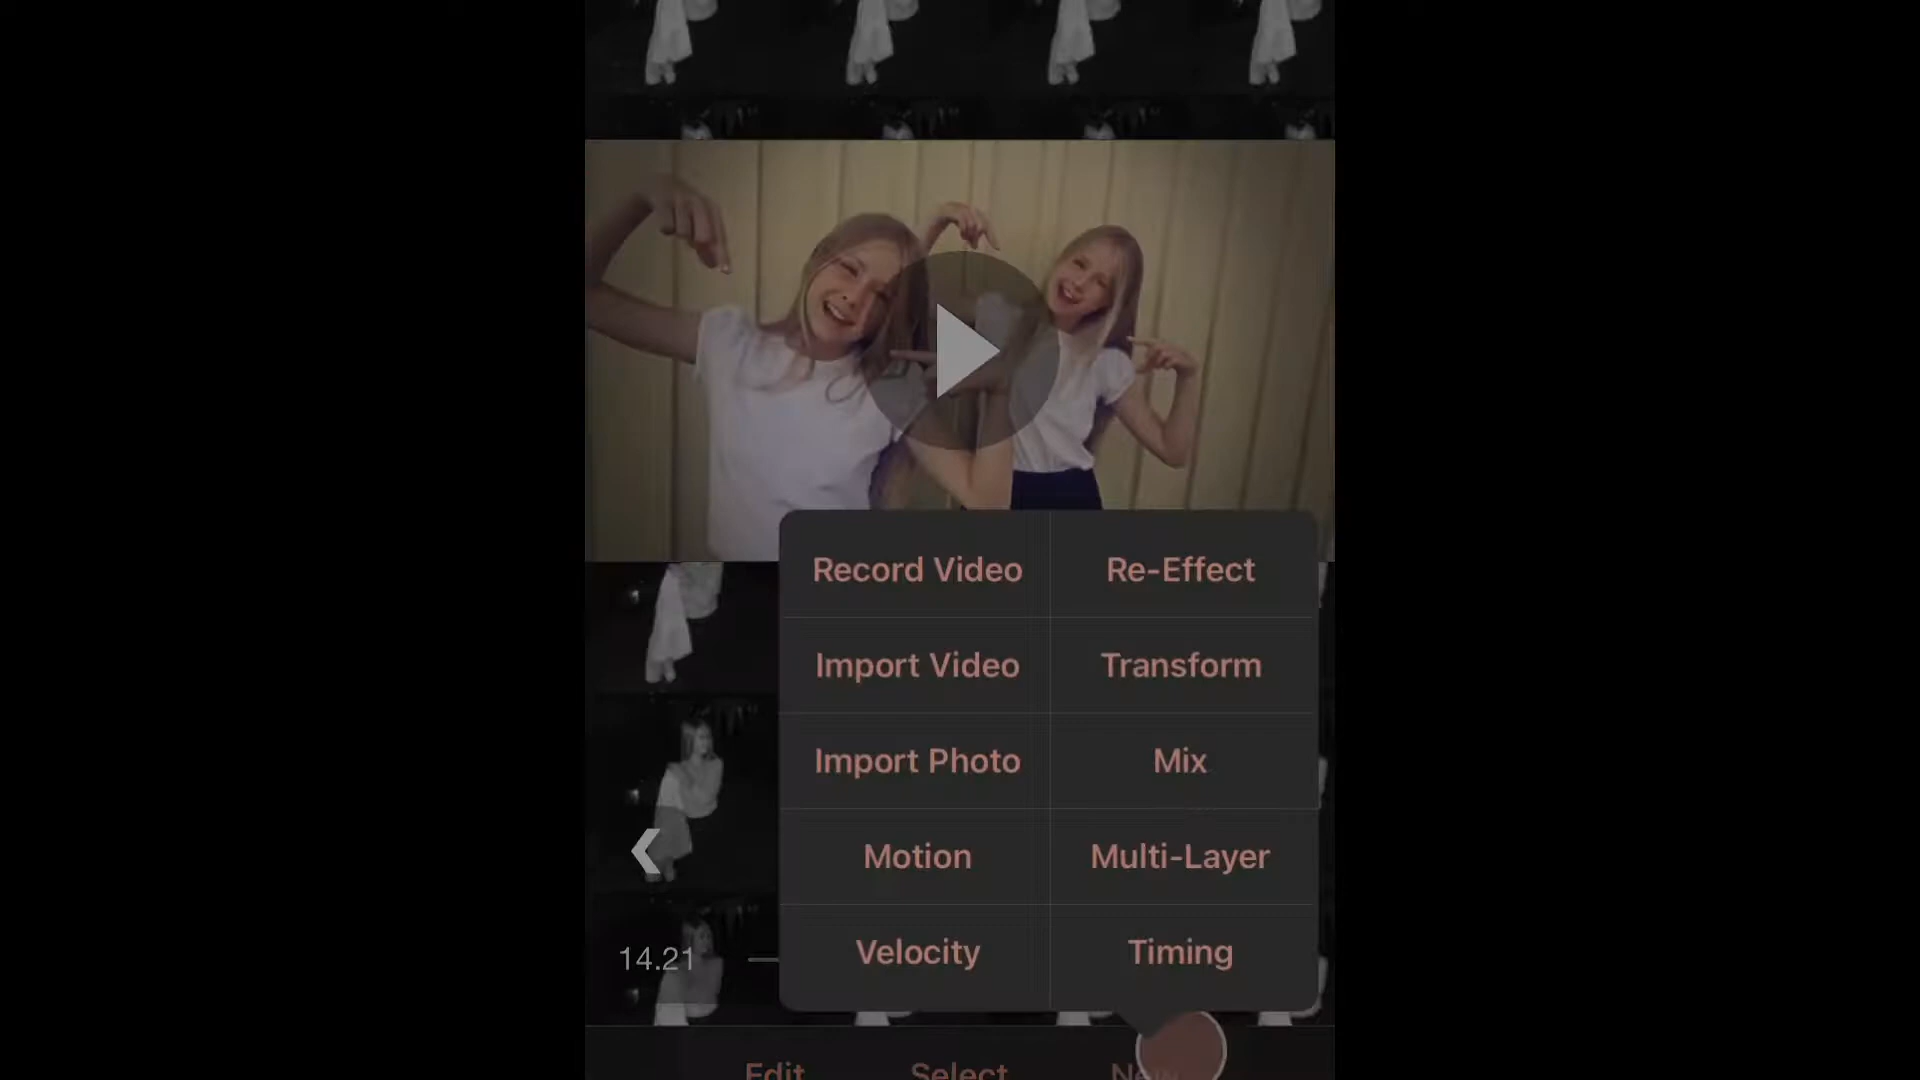 Record Video Re-Effect
Import Video Transform
Import Photo Mix
Motion Multi-Layer
Velocity Timing
14.21
Edit Select New